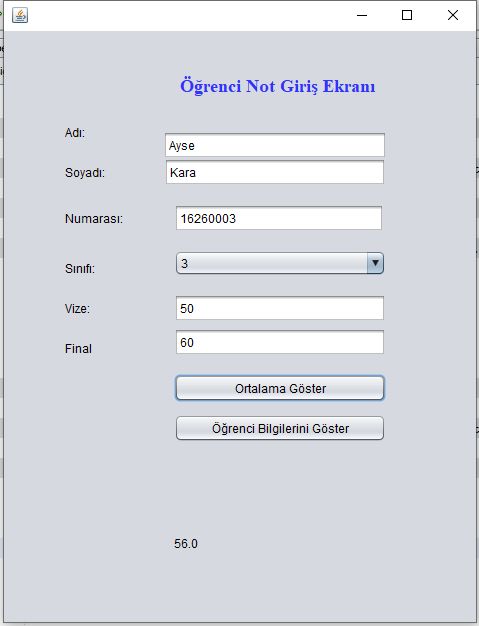 Öğrenci Not Giriş Ekranı
Adı:
Ayse
Soyadı:
Kara
Numarası:
16260003
Sınıfı:
3
Vize:
50
Final
60
Ortalama Göster
Öğrenci Bilgilerini Göster
56.0